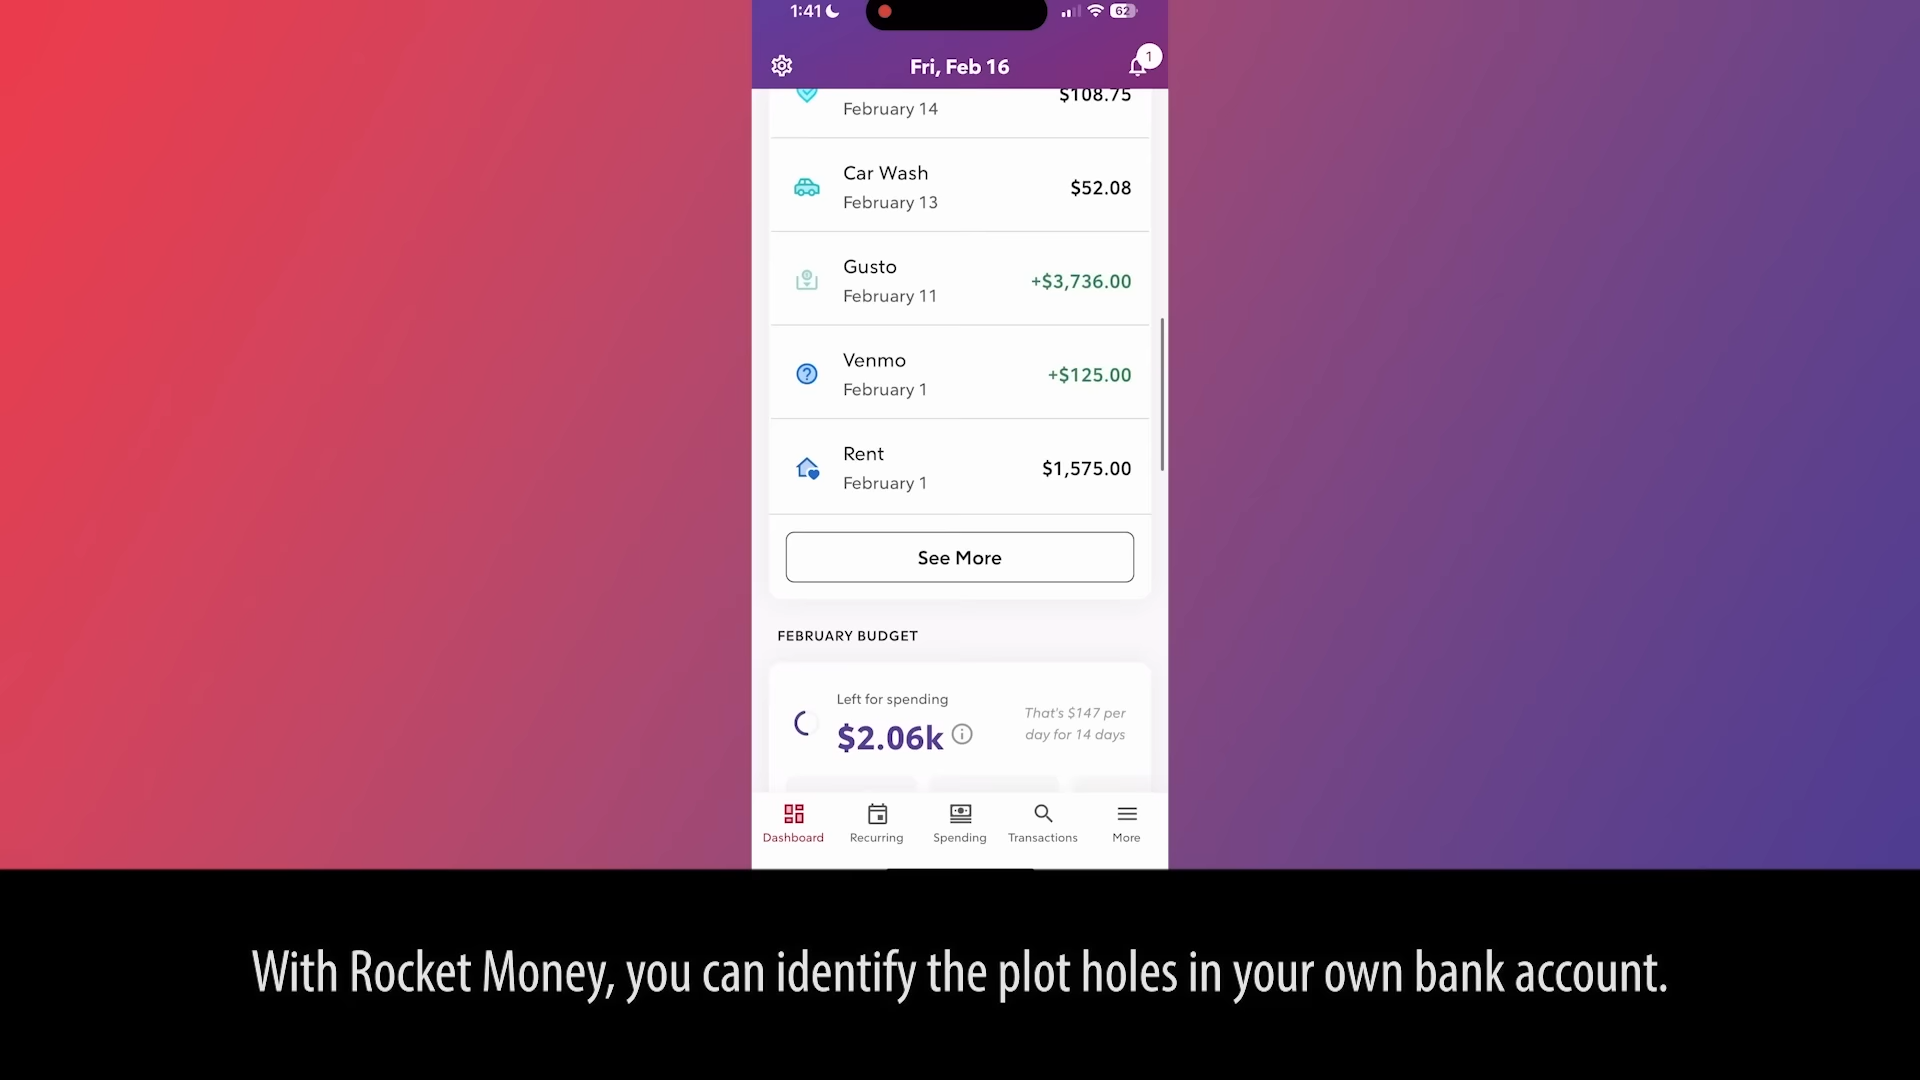 1:41
62
Fri, Feb 16
1
$108.75
February 14
Car Wash
$52.08
February 13
Gusto
+$3,736.00
February 11
Venmo
+$125.00
February 1
Rent
$1,575.00
February 1
See More
FEBRUARY BUDGET
Left for spending
$2.06k
That's $147 per
day for 14 days
Dashboard
Recurring
Spending
Transactions
More
With Rocket Money, you can identify the plot holes in your own bank account.